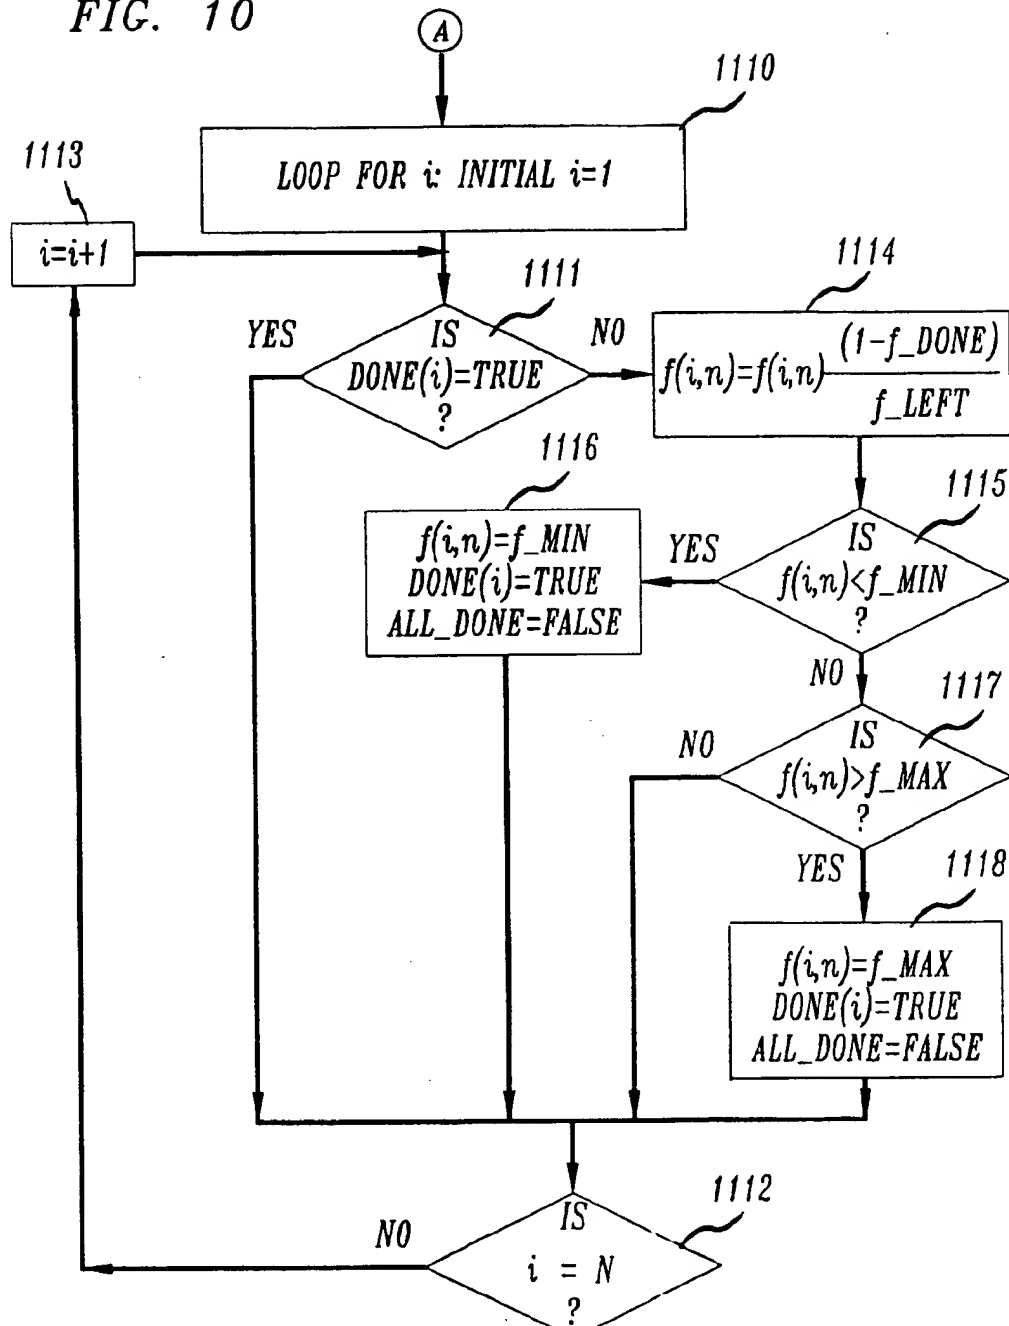 FIG. 10
A
1110
LOOP FOR i: INITIAL i=1
1113
i=i+1
1111
1114
YES
IS
DONE(i)=TRUE
?
NO
f(i,n)=f(i,n) (1-f_DONE)
f_LEFT
1116
f(i,n)=f_MIN
DONE(i)=TRUE
ALL_DONE=FALSE
1115
YES
IS
f(i,n)<f_MIN
?
NO
1117
NO
IS
f(i,n)>f_MAX
?
YES
1118
f(i,n)=f_MAX
DONE(i)=TRUE
ALL_DONE=FALSE
1112
NO
IS
i = N
?